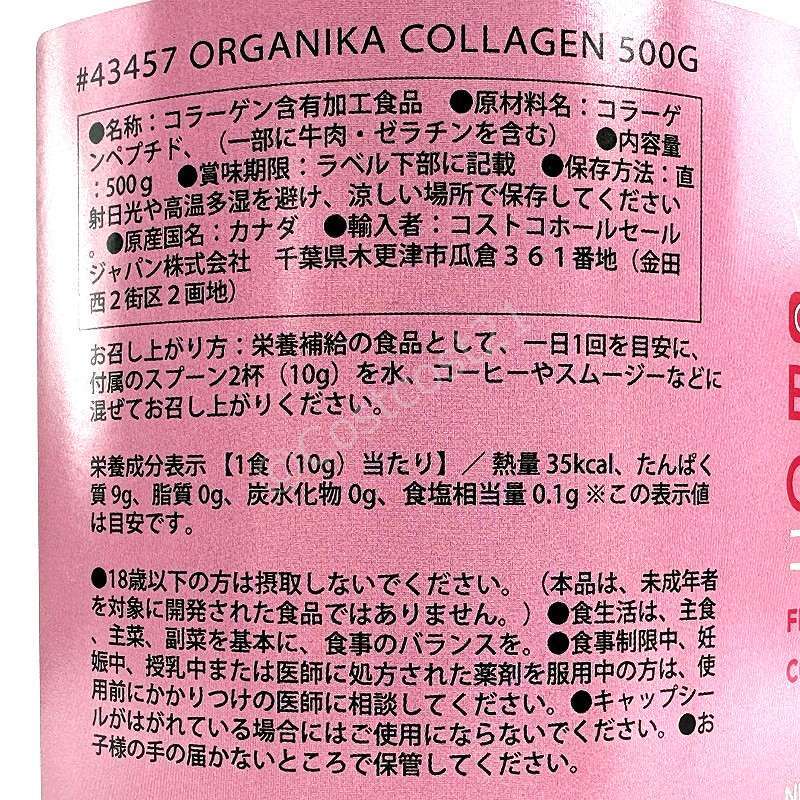 #43457 ORGANIKA COLLAGEN 500G
●名称：コラーゲン含有加工食品　●原材料名：コラーゲ
ンペプチド、（一部に牛肉・ゼラチンを含む）　●内容量
：500g　●賞味期限：ラベル下部に記載　●保存方法：直
射日光や高温多湿を避け、涼しい場所で保存してください
。●原産国名：カナダ　●輸入者：コストコホールセール
ジャパン株式会社　千葉県木更津市瓜倉３６１番地（金田
西２街区２画地）
お召し上がり方：栄養補給の食品として、一日1回を目安に、
付属のスプーン2杯（10g）を水、コーヒーやスムージーなどに
混ぜてお召し上がりください。
栄養成分表示【1食（10g）当たり】／熱量35kcal、たんぱく
質9g、脂質0g、炭水化物0g、食塩相当量0.1g ※この表示値
は目安です。
●18歳以下の方は摂取しないでください。（本品は、未成年者
を対象に開発された食品ではありません。）●食生活は、主食
、主菜、副菜を基本に、食事のバランスを。●食事制限中、妊
娠中、授乳中または医師に処方された薬剤を服用中の方は、使
用前にかかりつけの医師に相談してください。●キャップシー
ルがはがれている場合にはご使用にならないでください。●お
子様の手の届かないところで保管してください。